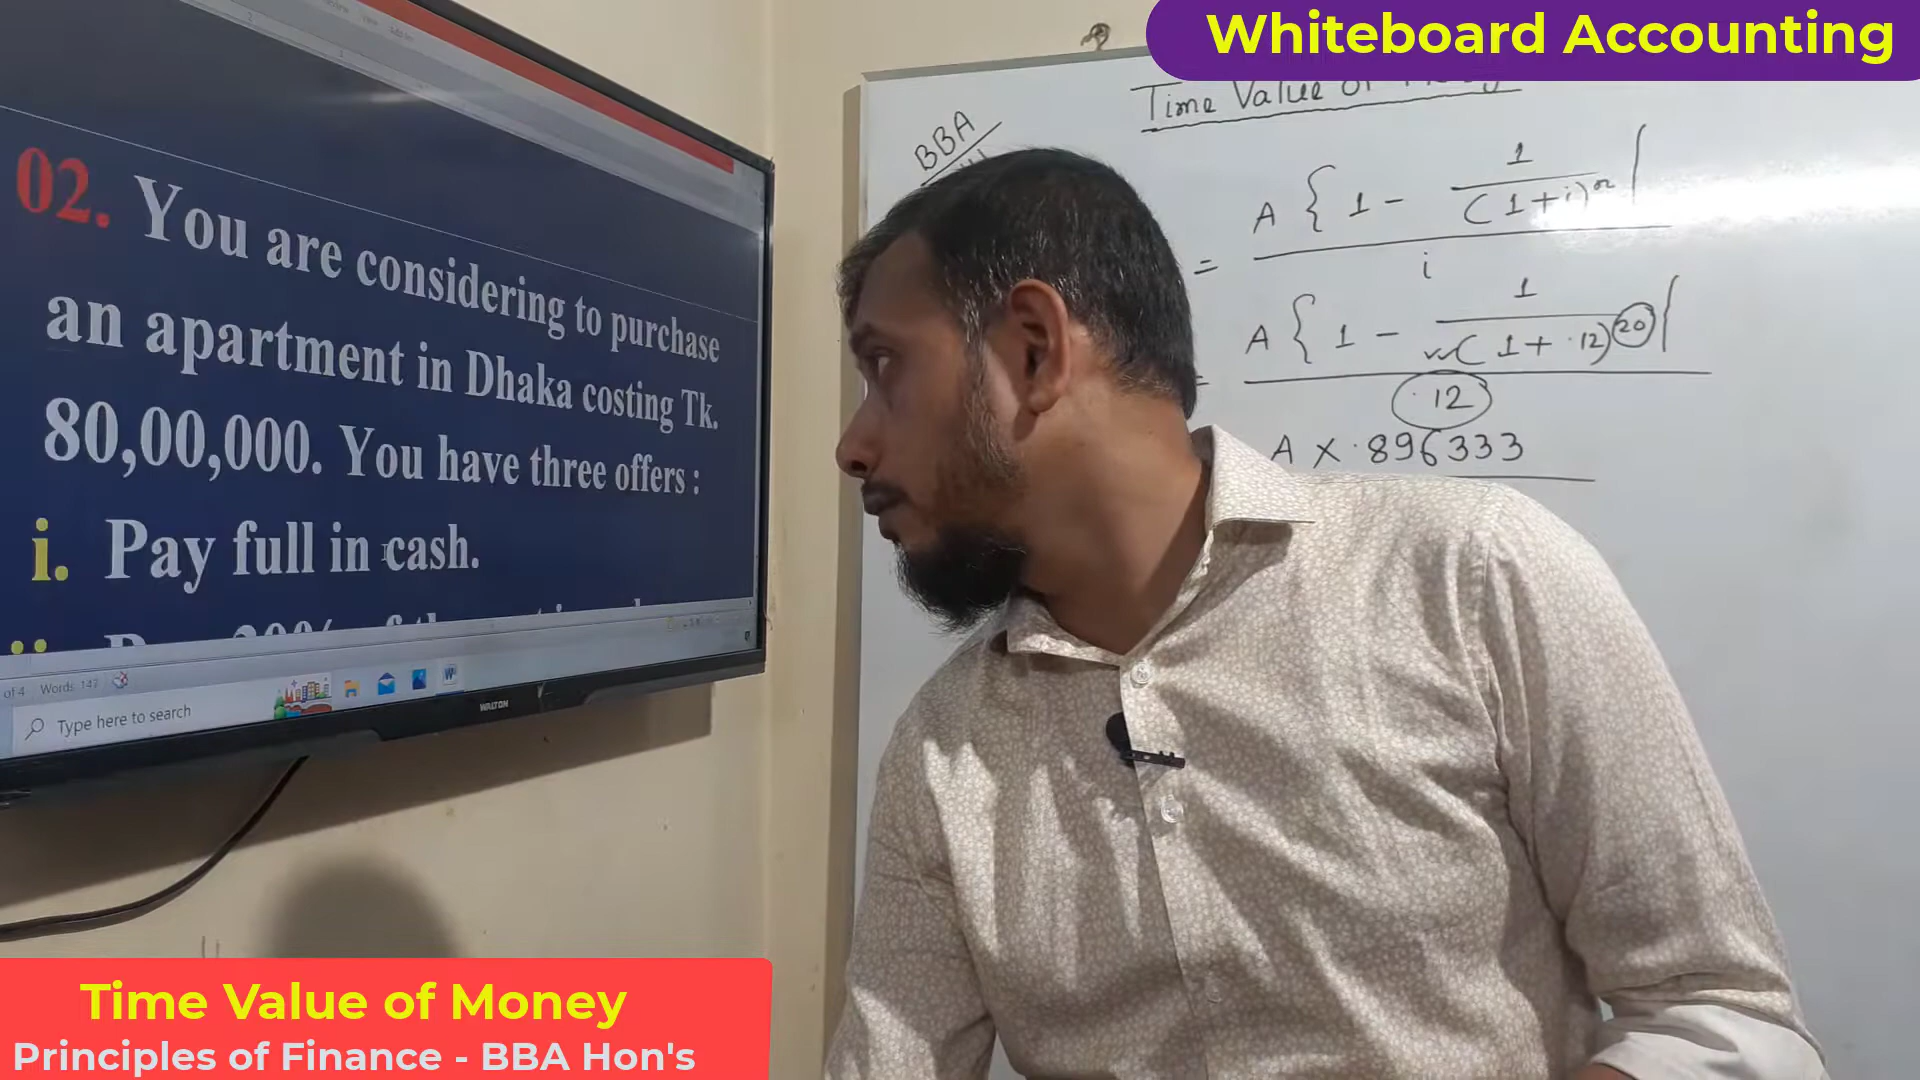 Whiteboard Accounting
02. You are considering to purchase
an apartment in Dhaka costing Tk.
80,00,000. You have three offers :
i. Pay full in cash.
ii.
of 4 Words 142
Type here to search
WALTON
BBA
Time Value of
1
= A { 1 - (1+i)ⁿ
i
1
= A { 1 - (1+.12)20
.12
A × .896333
Time Value of Money
Principles of Finance - BBA Hon's